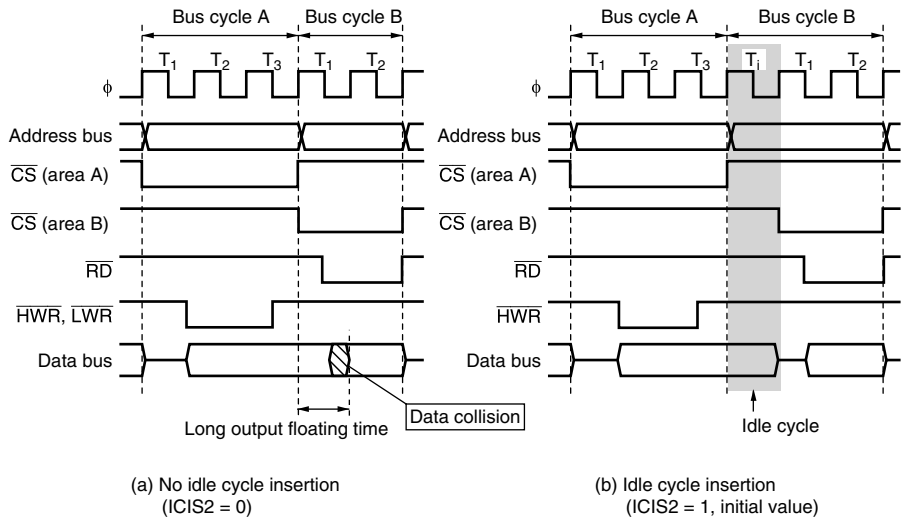 Bus cycle A Bus cycle B
T1 T2 T3 T1 T2
φ
Address bus
CS (area A)
CS (area B)
RD
HWR, LWR
Data bus
Data collision
Long output floating time
(a) No idle cycle insertion
(ICIS2 = 0)
Bus cycle A Bus cycle B
T1 T2 T3 Ti T1 T2
φ
Address bus
CS (area A)
CS (area B)
RD
HWR
Data bus
Idle cycle
(b) Idle cycle insertion
(ICIS2 = 1, initial value)